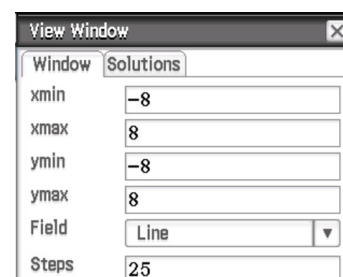 View Window
Window Solutions
xmin −8
xmax 8
ymin −8
ymax 8
Field Line
Steps 25